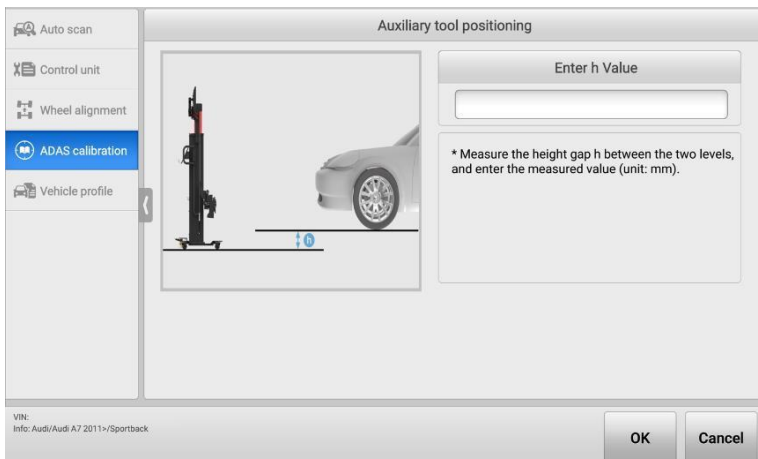 Auto scan
Control unit
Wheel alignment
ADAS calibration
Vehicle profile
Auxiliary tool positioning
h
Enter h Value
* Measure the height gap h between the two levels,
and enter the measured value (unit: mm).
VIN:
Info: Audi/Audi A7 2011>/Sportback
OK
Cancel